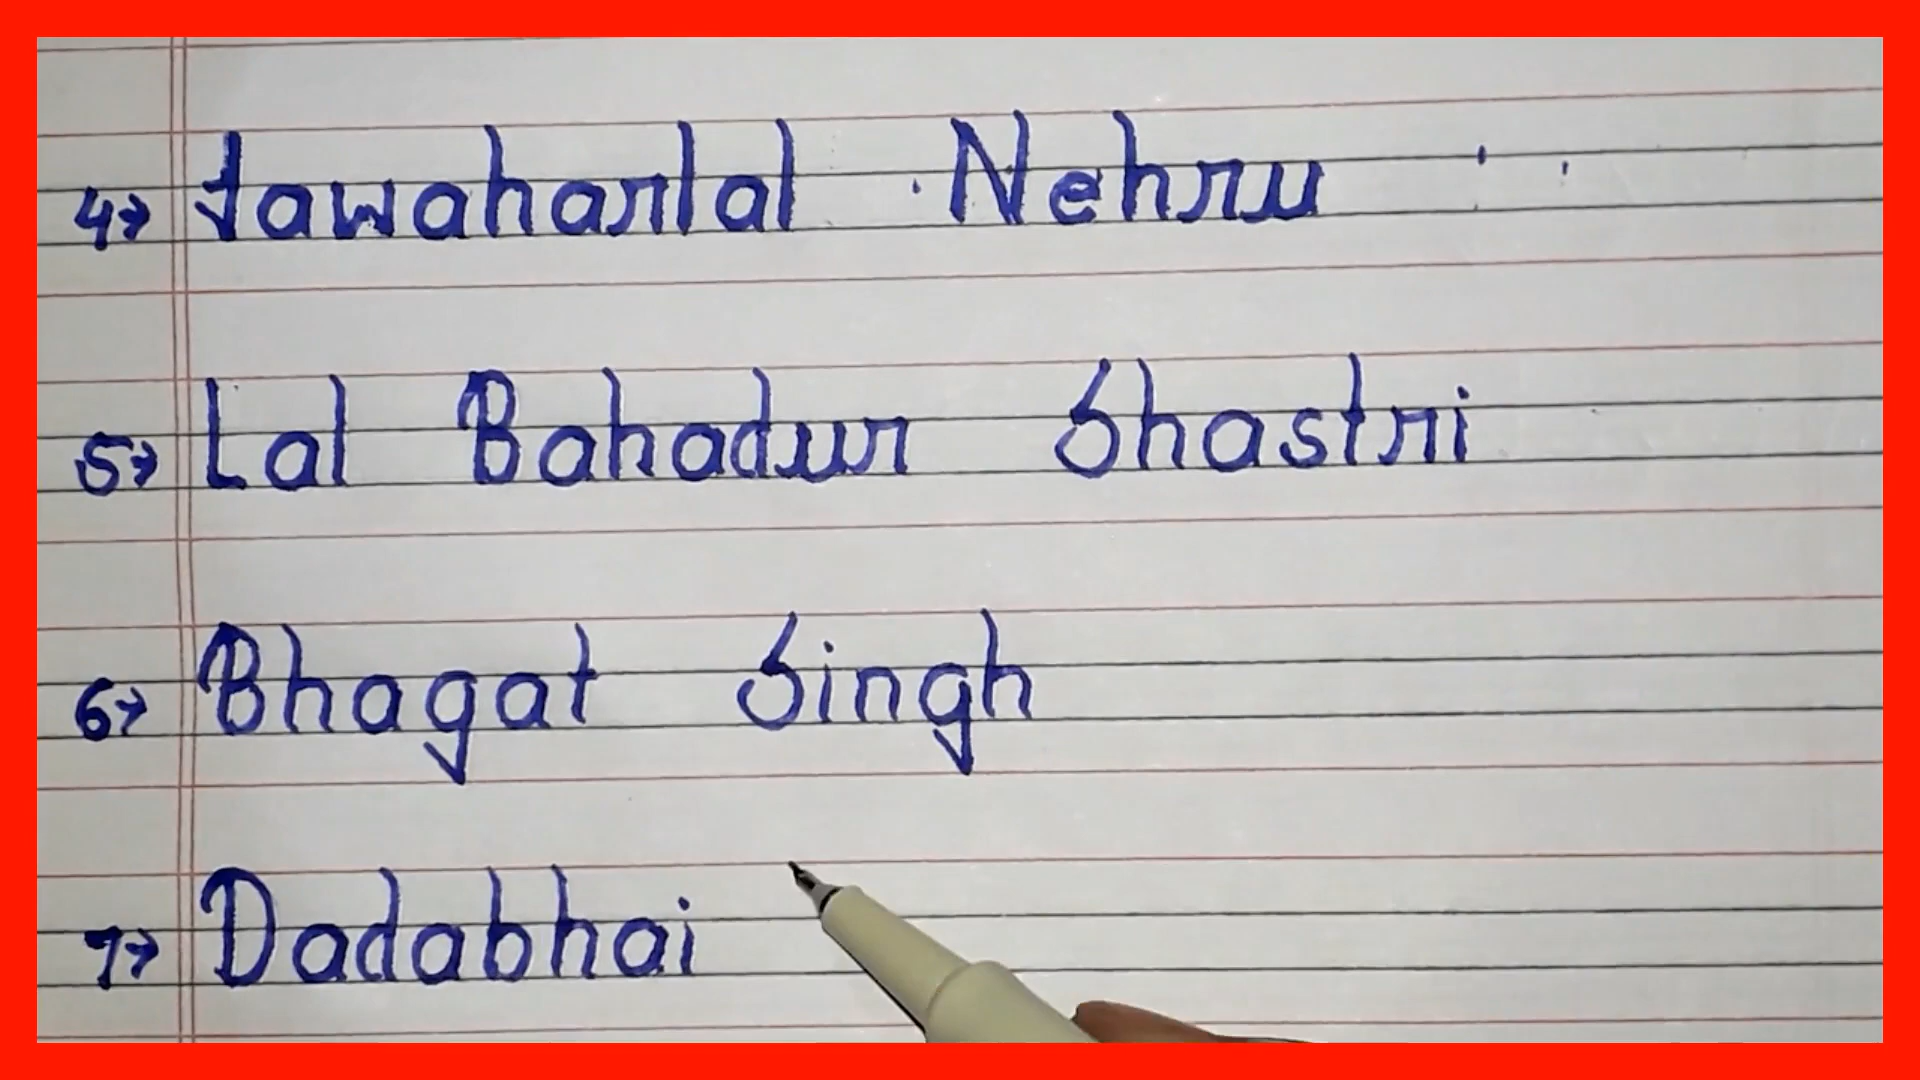 4→ Jawaharlal Nehru
5→ Lal Bahadur Shastri
6→ Bhagat Singh
7→ Dadabhai